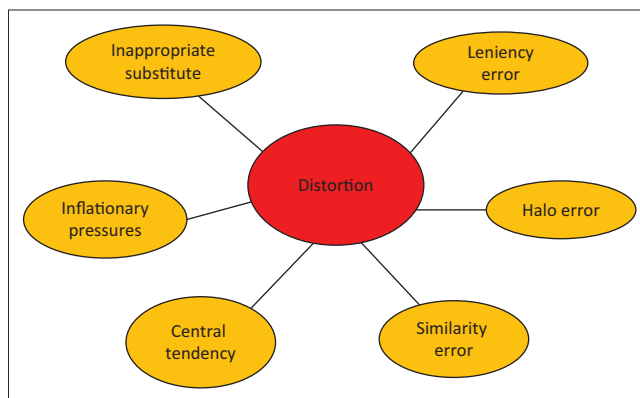 Inappropriate
substitute
Leniency
error
Distortion
Inflationary
pressures
Halo error
Central
tendency
Similarity
error